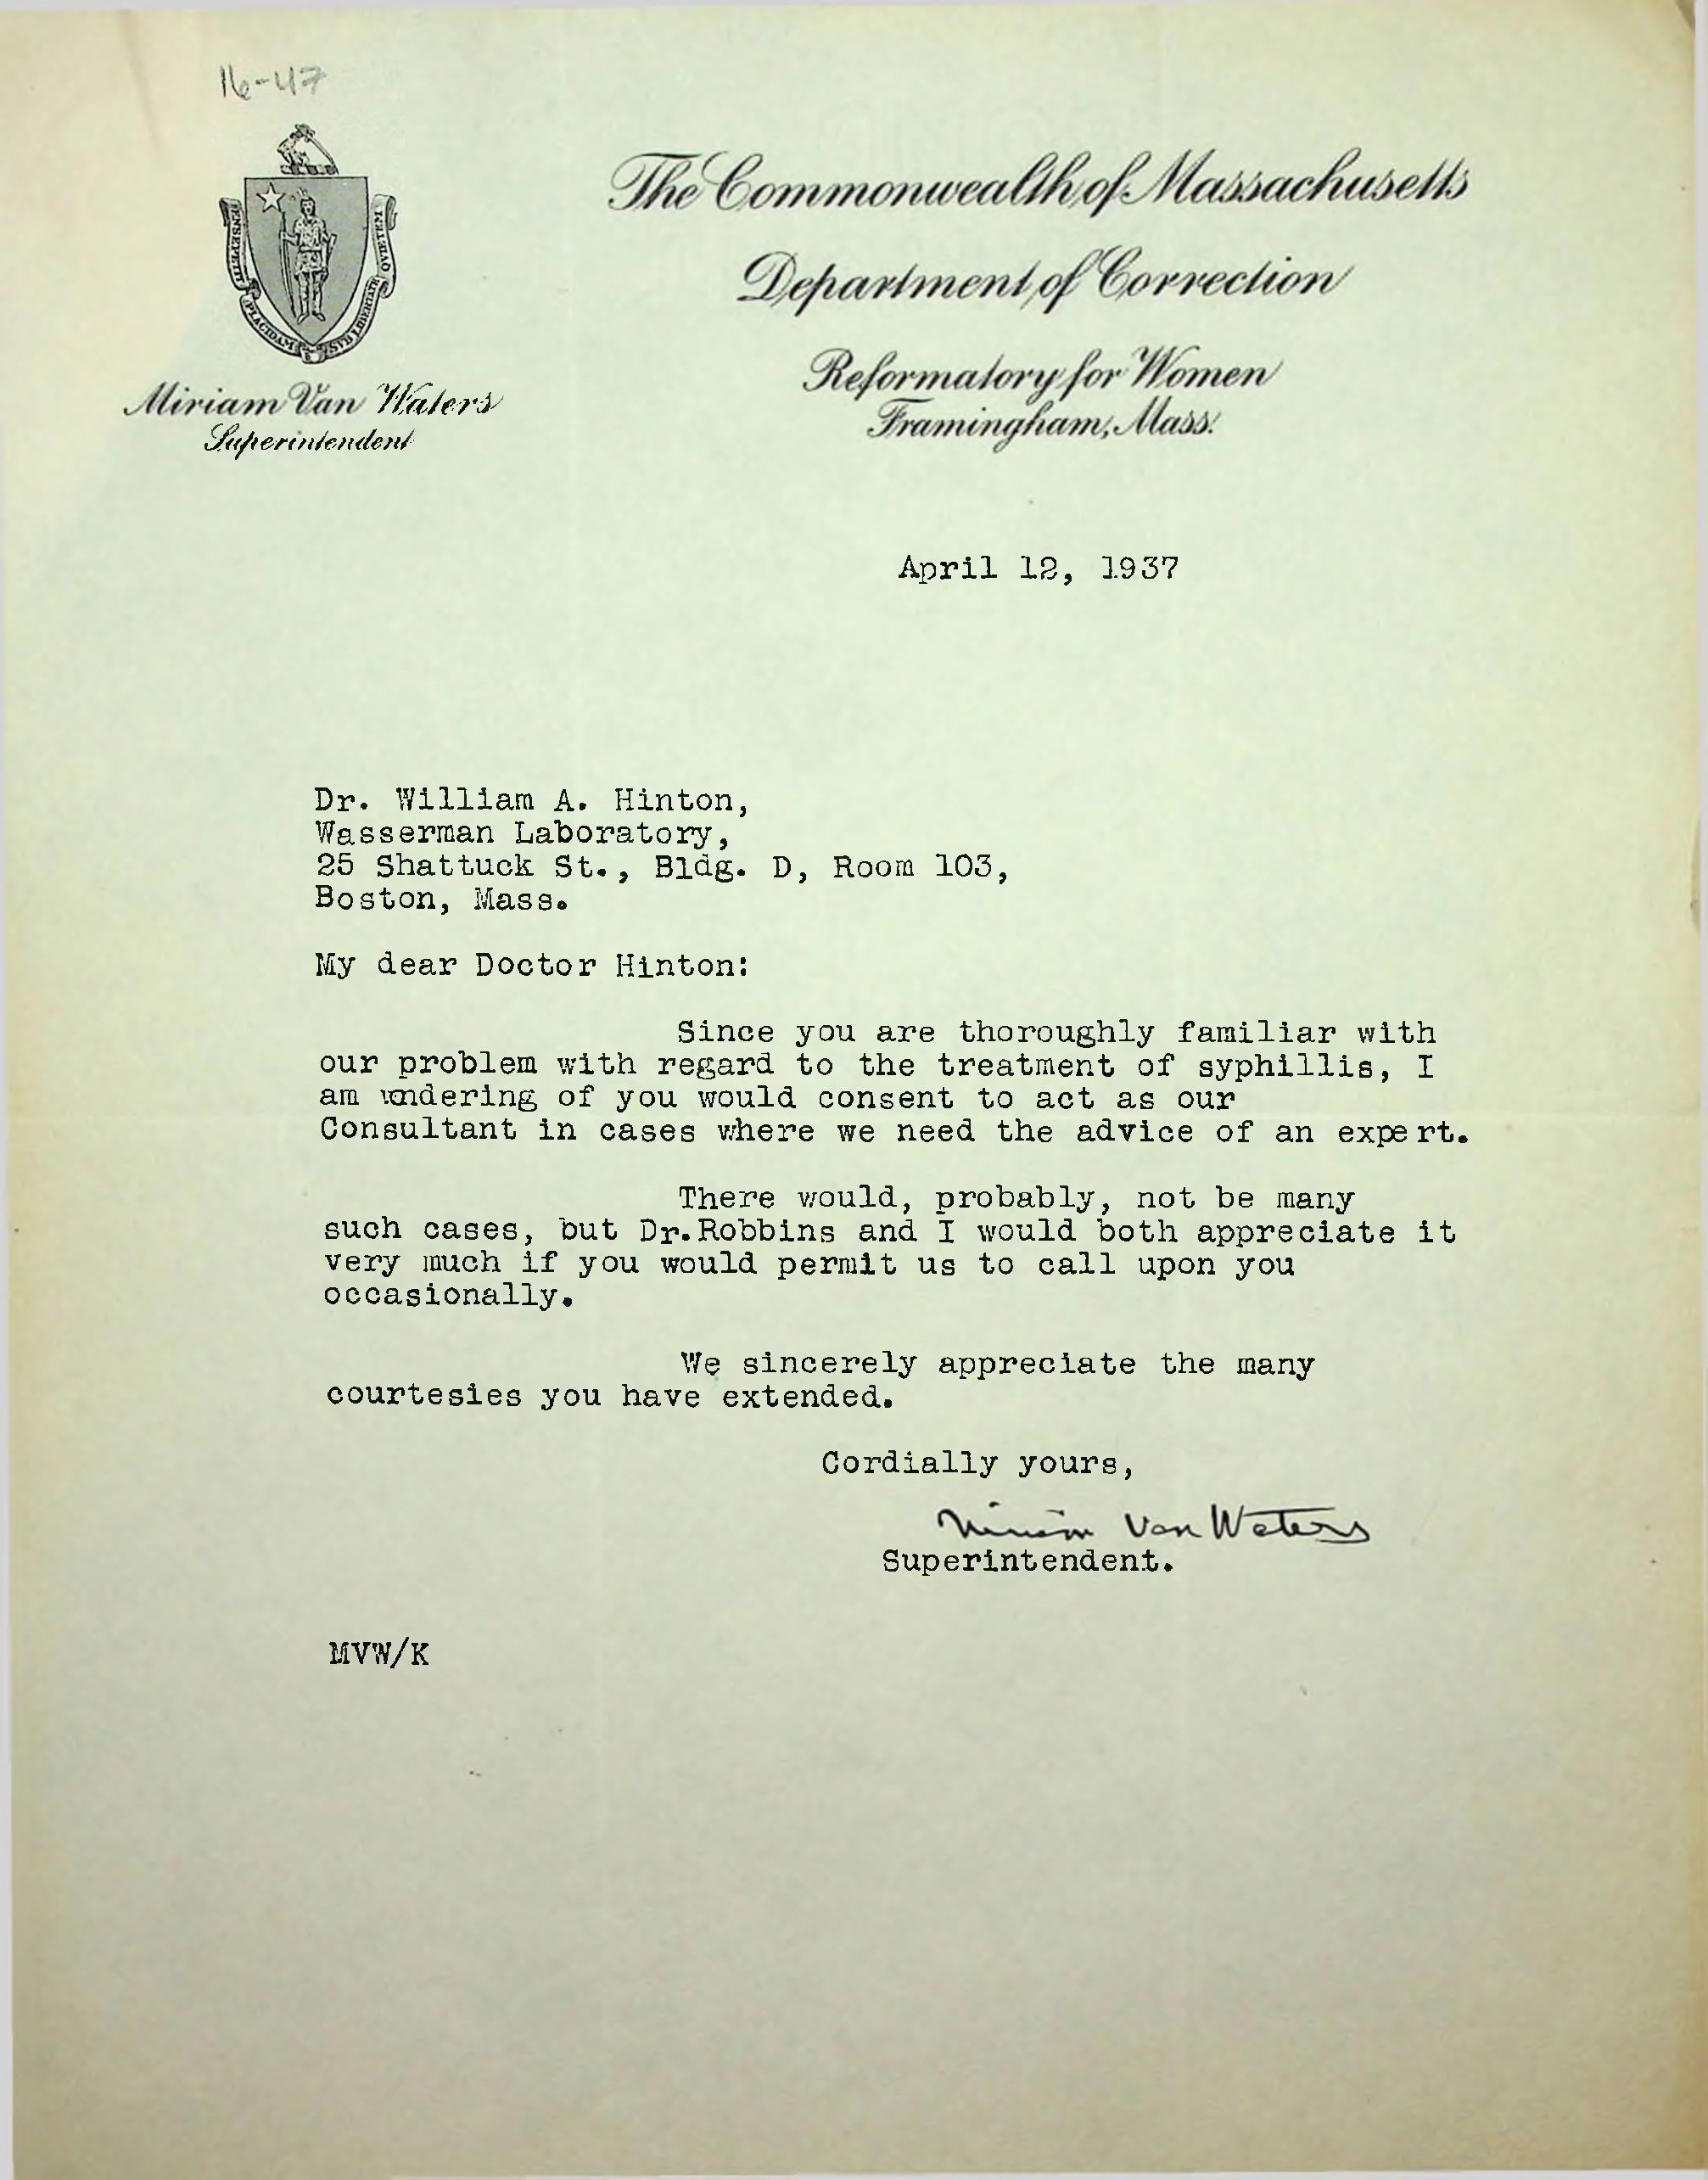 16-47
ENSE PETIT PLACIDAM SVB LIBERTATE QVIETEM
Miriam Van Waters
Superintendent
The Commonwealth of Massachusetts
Department of Correction
Reformatory for Women
Framingham, Mass.
April 12, 1937
Dr. William A. Hinton,
Wasserman Laboratory,
25 Shattuck St., Bldg. D, Room 103,
Boston, Mass.
My dear Doctor Hinton:
Since you are thoroughly familiar with
our problem with regard to the treatment of syphillis, I
am wndering of you would consent to act as our
Consultant in cases where we need the advice of an expert.
There would, probably, not be many
such cases, but Dr.Robbins and I would both appreciate it
very much if you would permit us to call upon you
occasionally.
We sincerely appreciate the many
courtesies you have extended.
Cordially yours,
Miriam Van Waters
Superintendent.
MVW/K